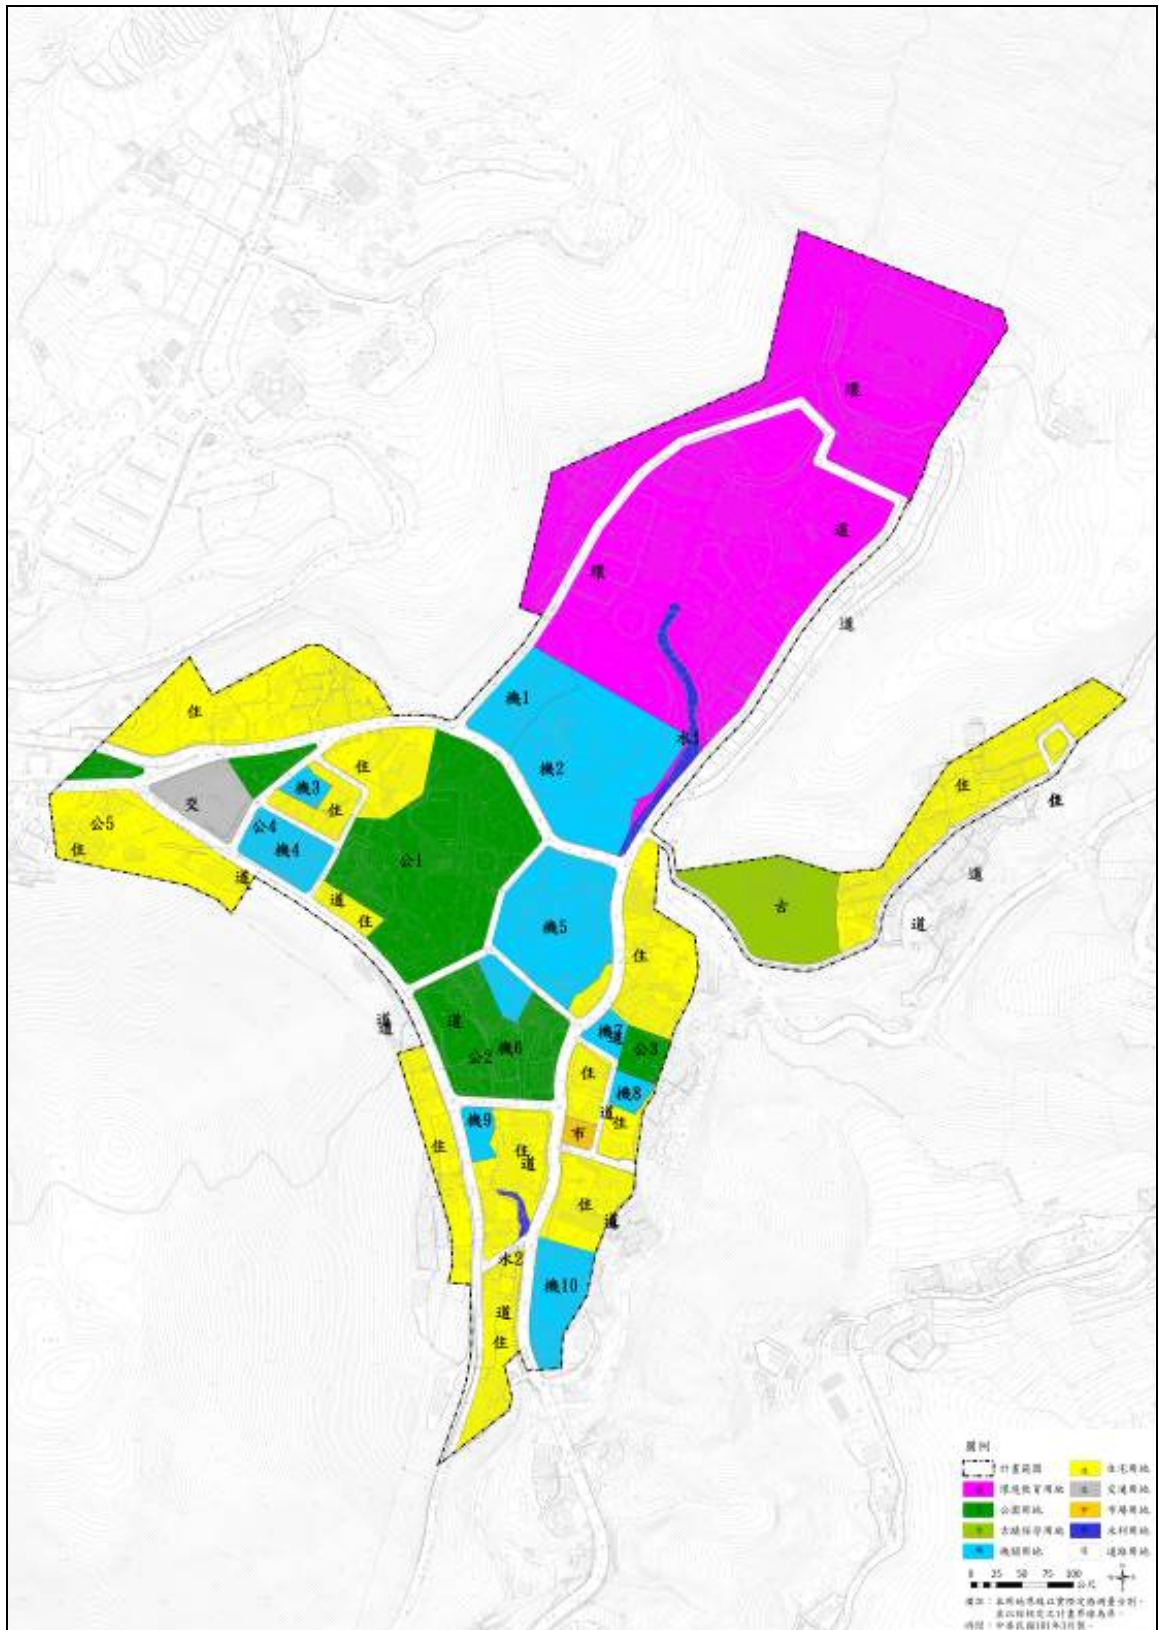 環
道
環
道
機1
住
水1
機2
住
住
機3
住
交
住
公4
公5
機4
住
公1
道
道
住
古
道
機5
道
住
道
道
機7
道
公3
機6
公2
住
機8
道
住
機9
市
住
住
道
住
道
水2
機10
道
住
圖例
計畫範圍
住宅用地
環境教育用地
交通用地
公園用地
市場用地
古蹟保存用地
水利用地
機關用地
道路用地
0 25 50 75 100
公尺